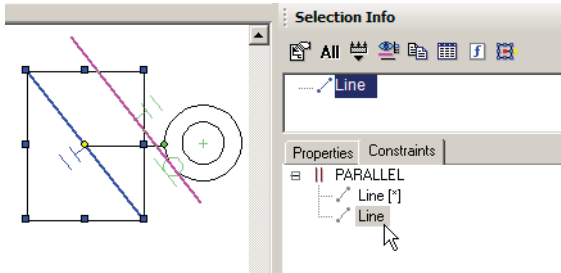 Selection Info
All
f
Line
Properties Constraints
PARALLEL
Line [*]
Line